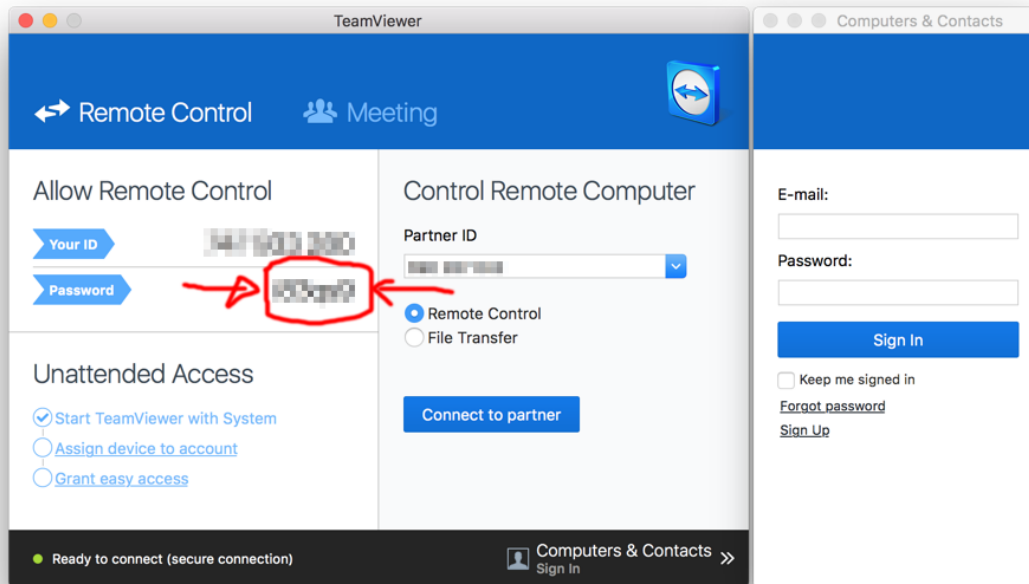 TeamViewer
Remote Control
Meeting
Allow Remote Control
Your ID
Password
Unattended Access
Start TeamViewer with System
Assign device to account
Grant easy access
Control Remote Computer
Partner ID
Remote Control
File Transfer
Connect to partner
Ready to connect (secure connection)
Computers & Contacts
Sign In
Computers & Contacts
E-mail:
Password:
Sign In
Keep me signed in
Forgot password
Sign Up